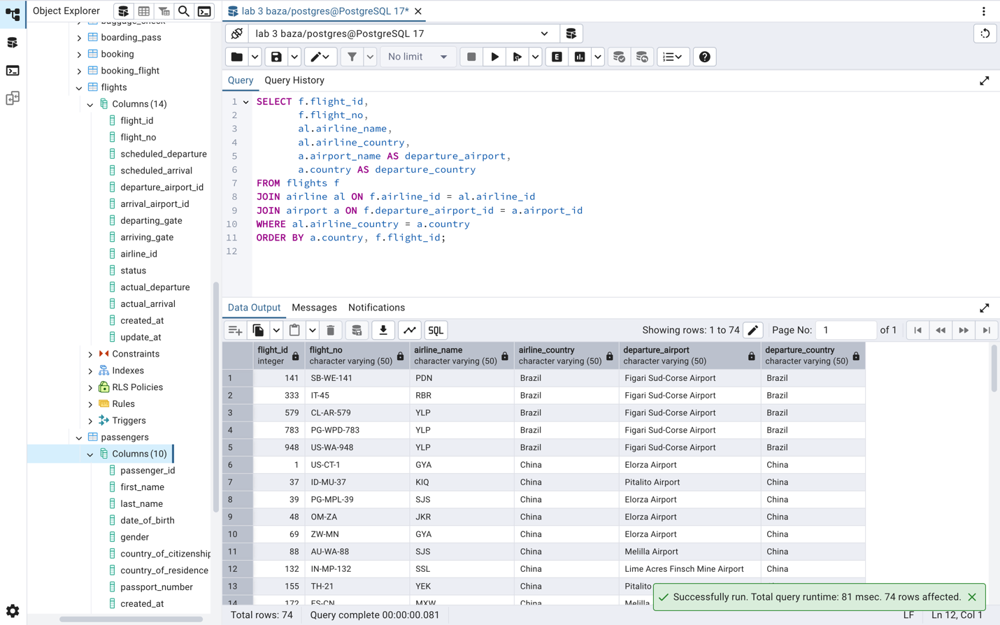 Object Explorer
baggage_check
boarding_pass
booking
booking_flight
flights
Columns (14)
flight_id
flight_no
scheduled_departure
scheduled_arrival
departure_airport_id
arrival_airport_id
departing_gate
arriving_gate
airline_id
status
actual_departure
actual_arrival
created_at
update_at
Constraints
Indexes
RLS Policies
Rules
Triggers
passengers
Columns (10)
passenger_id
first_name
last_name
date_of_birth
gender
country_of_citizenship
country_of_residence
passport_number
created_at
lab 3 baza/postgres@PostgreSQL 17*
lab 3 baza/postgres@PostgreSQL 17
No limit
E
Query Query History
1 SELECT f.flight_id,
2 f.flight_no,
3 al.airline_name,
4 al.airline_country,
5 a.airport_name AS departure_airport,
6 a.country AS departure_country
7 FROM flights f
8 JOIN airline al ON f.airline_id = al.airline_id
9 JOIN airport a ON f.departure_airport_id = a.airport_id
10 WHERE al.airline_country = a.country
11 ORDER BY a.country, f.flight_id;
12
Data Output Messages Notifications
SQL Showing rows: 1 to 74 Page No: 1 of 1
flight_id flight_no airline_name airline_country departure_airport departure_country
integer character varying (50) character varying (50) character varying (50) character varying (50) character varying (50)
1 141 SB-WE-141 PDN Brazil Figari Sud-Corse Airport Brazil
2 333 IT-45 RBR Brazil Figari Sud-Corse Airport Brazil
3 579 CL-AR-579 YLP Brazil Figari Sud-Corse Airport Brazil
4 783 PG-WPD-783 YLP Brazil Figari Sud-Corse Airport Brazil
5 948 US-WA-948 YLP Brazil Figari Sud-Corse Airport Brazil
6 1 US-CT-1 GYA China Elorza Airport China
7 37 ID-MU-37 KIQ China Pitalito Airport China
8 39 PG-MPL-39 SJS China Elorza Airport China
9 48 OM-ZA JKR China Elorza Airport China
10 69 ZW-MN GYA China Elorza Airport China
11 88 AU-WA-88 SJS China Melilla Airport China
12 132 IN-MP-132 SSL China Lime Acres Finsch Mine Airport China
13 155 TH-21 YEK China Pitalito
14 172 ES-CN MXW China Melilla
Successfully run. Total query runtime: 81 msec. 74 rows affected.
Total rows: 74 Query complete 00:00:00.081 LF Ln 12, Col 1